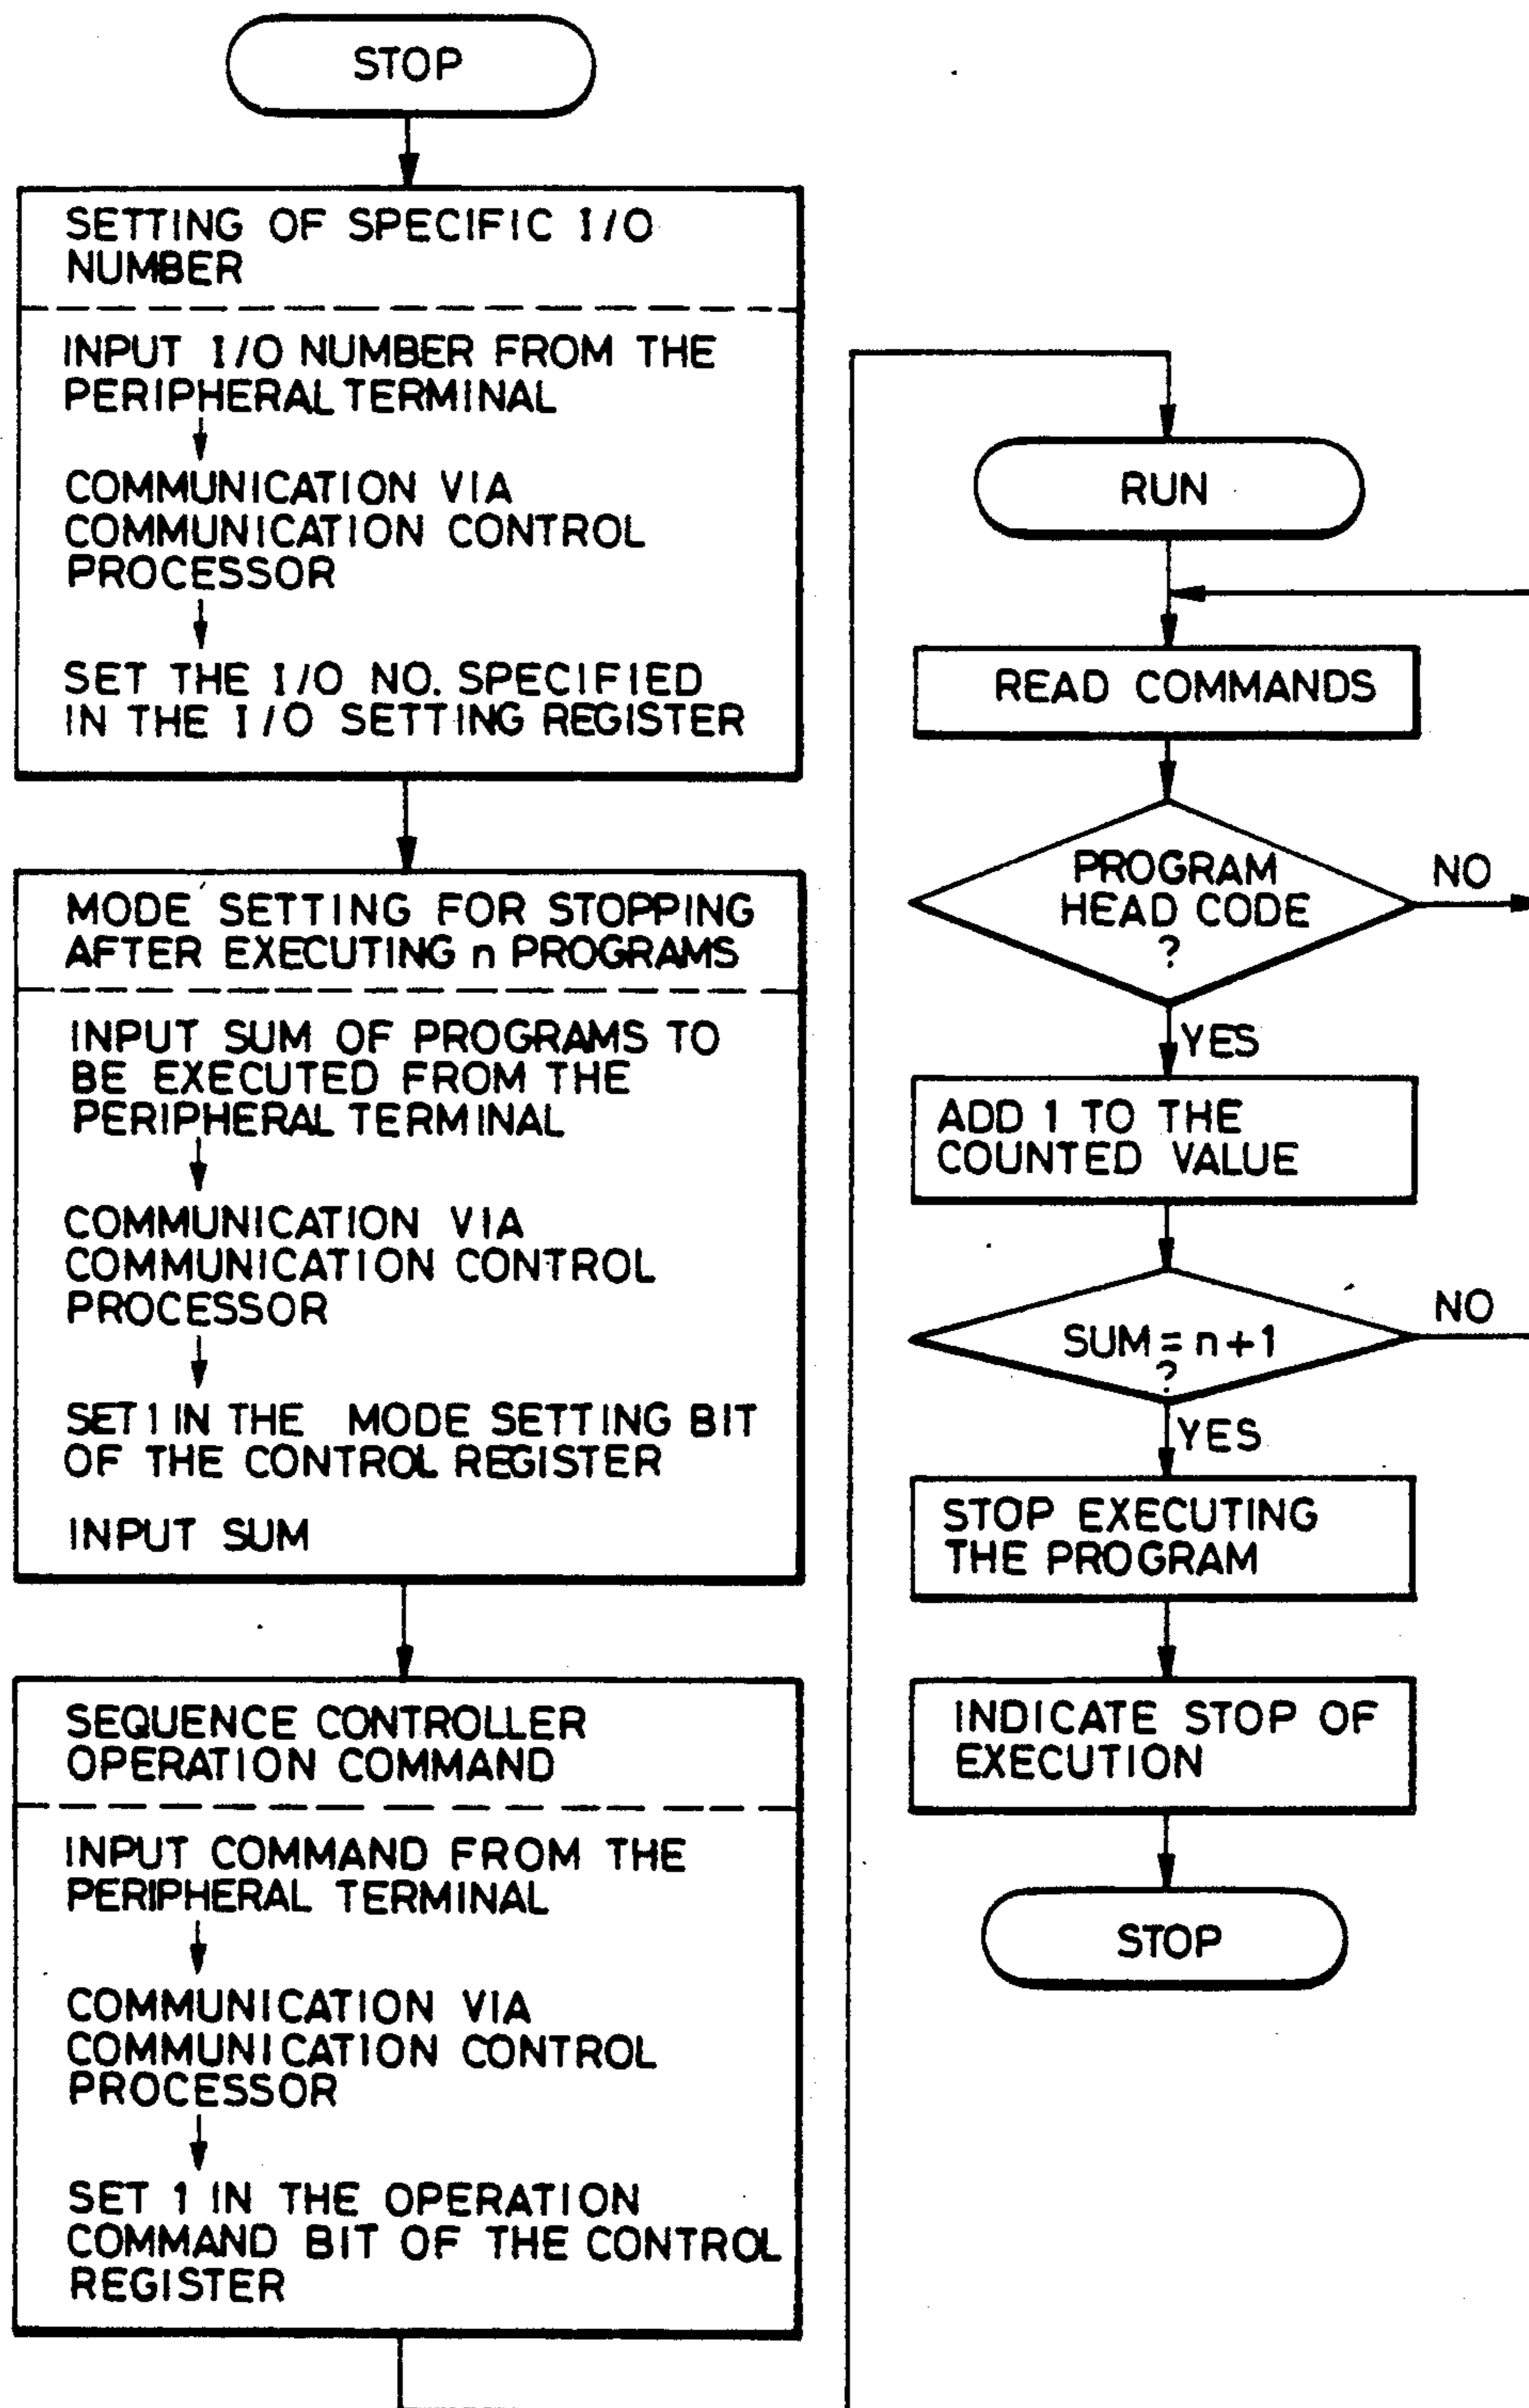 STOP
SETTING OF SPECIFIC I/O
NUMBER
INPUT I/O NUMBER FROM THE
PERIPHERAL TERMINAL
COMMUNICATION VIA
COMMUNICATION CONTROL
PROCESSOR
SET THE I/O NO. SPECIFIED
IN THE I/O SETTING REGISTER
MODE SETTING FOR STOPPING
AFTER EXECUTING n PROGRAMS
INPUT SUM OF PROGRAMS TO
BE EXECUTED FROM THE
PERIPHERAL TERMINAL
COMMUNICATION VIA
COMMUNICATION CONTROL
PROCESSOR
SET 1 IN THE MODE SETTING BIT
OF THE CONTROL REGISTER
INPUT SUM
SEQUENCE CONTROLLER
OPERATION COMMAND
INPUT COMMAND FROM THE
PERIPHERAL TERMINAL
COMMUNICATION VIA
COMMUNICATION CONTROL
PROCESSOR
SET 1 IN THE OPERATION
COMMAND BIT OF THE CONTROL
REGISTER
RUN
READ COMMANDS
PROGRAM
HEAD CODE
?
NO
YES
ADD 1 TO THE
COUNTED VALUE
SUM = n+1
?
NO
YES
STOP EXECUTING
THE PROGRAM
INDICATE STOP OF
EXECUTION
STOP